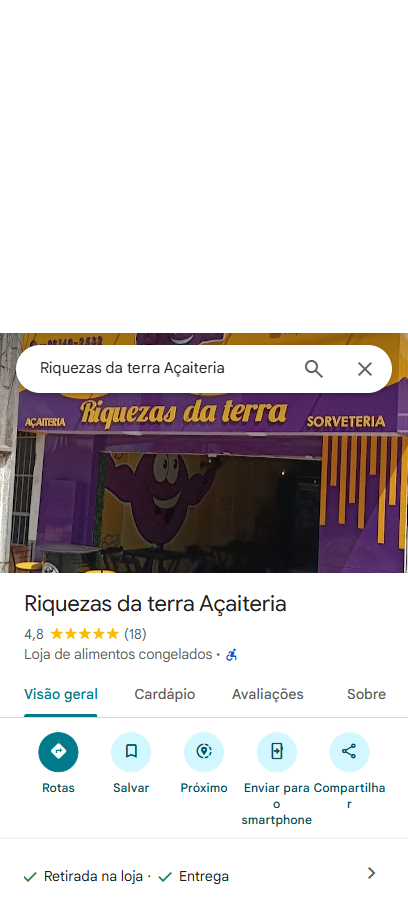 Riquezas da terra Açaiteria
AÇAITERIA
Riquezas da terra
SORVETERIA
Riquezas da terra Açaiteria
4,8 (18)
Loja de alimentos congelados ·
Visão geral
Cardápio
Avaliações
Sobre
Rotas
Salvar
Próximo
Enviar para
o
smartphone
Compartilha
r
Retirada na loja · Entrega